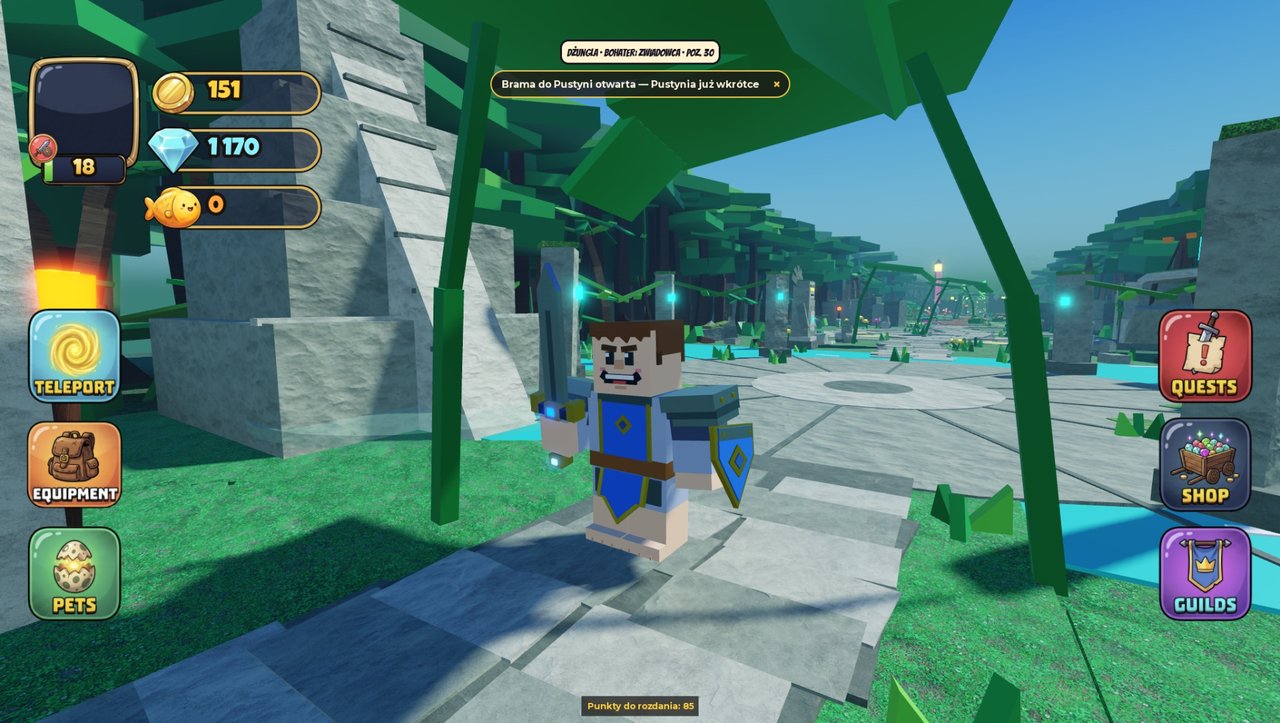 DŻUNGLA • BOHATER: ZWIADOWCA • POZ. 30
Brama do Pustyni otwarta — Pustynia już wkrótce ×
151
1 170
18
0
TELEPORT
EQUIPMENT
PETS
QUESTS
SHOP
GUILDS
Punkty do rozdania: 85